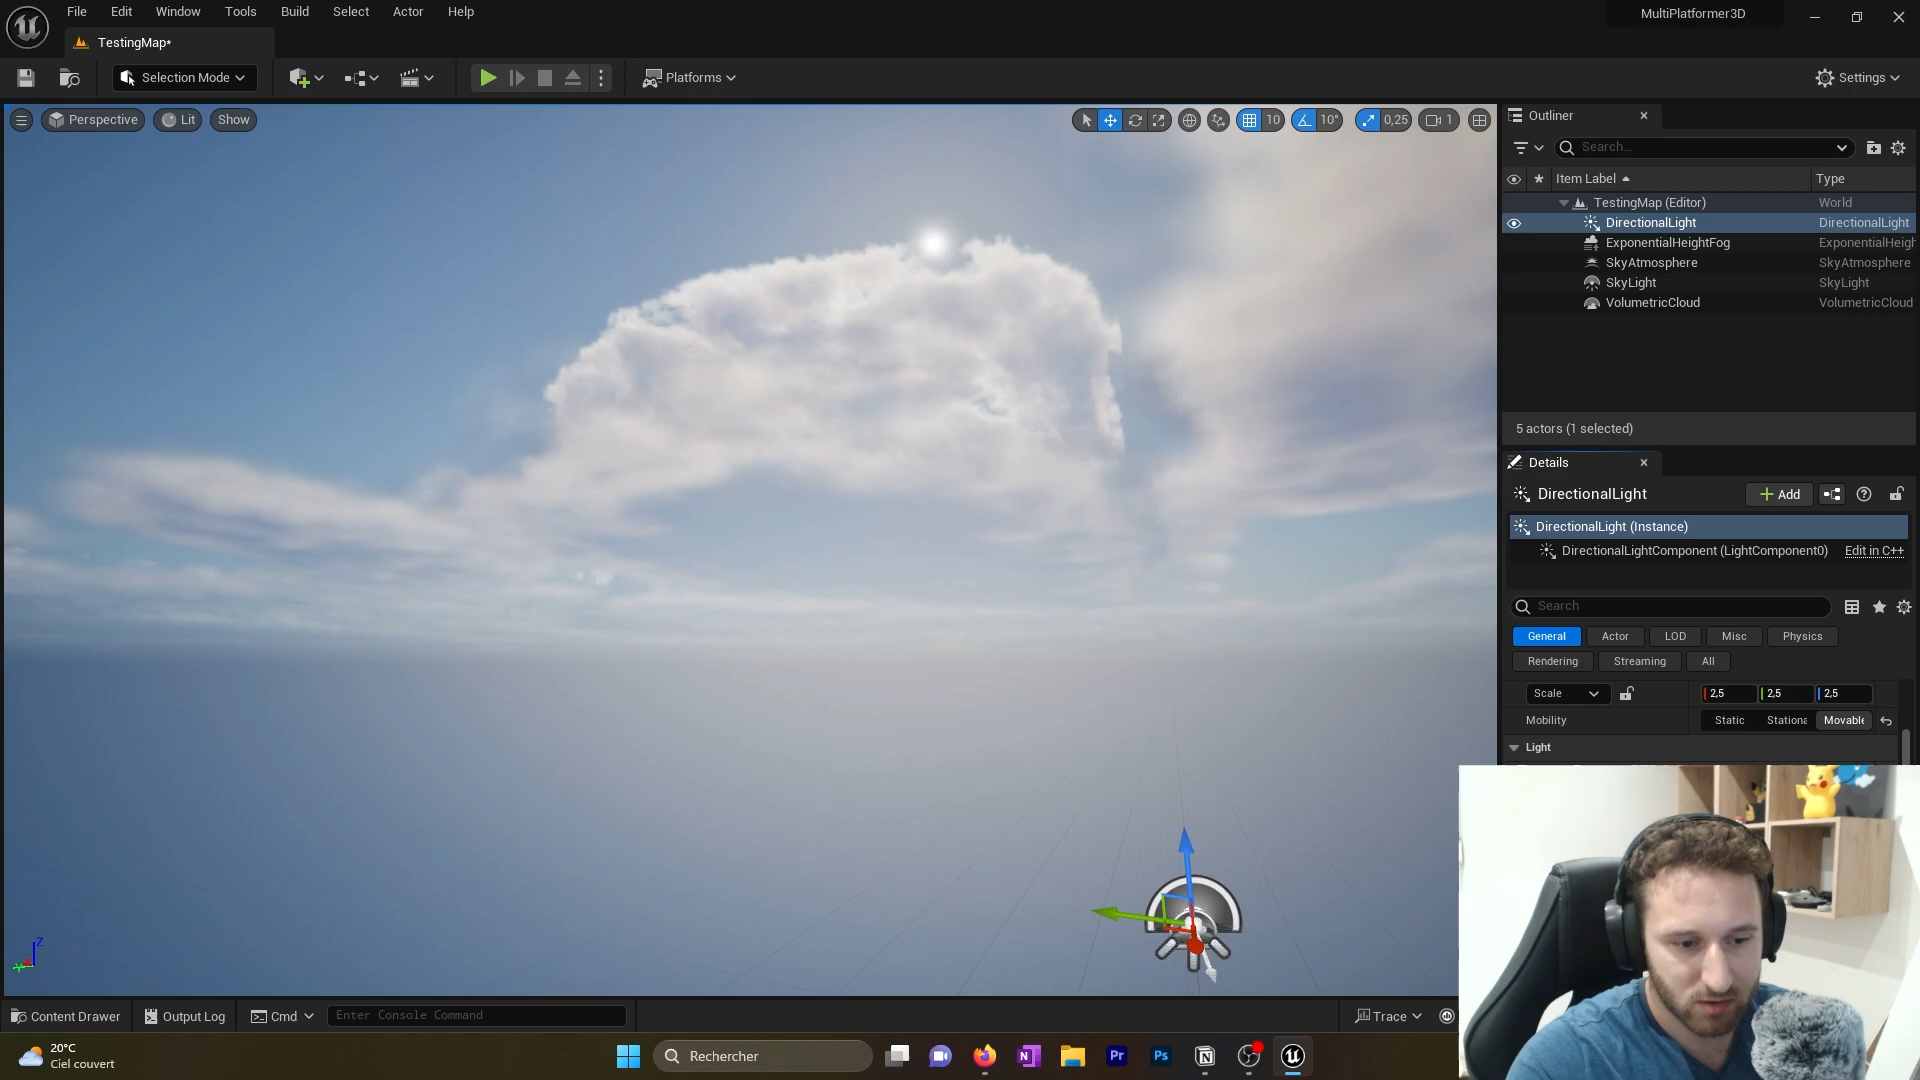 File Edit Window Tools Build Select Actor Help
MultiPlatformer3D
TestingMap*
Selection Mode
Platforms
Settings
Perspective Lit Show
10 10° 0,25 1
Outliner
Search...
Item Label Type
TestingMap (Editor) World
DirectionalLight DirectionalLight
ExponentialHeightFog ExponentialHeigh
SkyAtmosphere SkyAtmosphere
SkyLight SkyLight
VolumetricCloud VolumetricCloud
5 actors (1 selected)
Details
DirectionalLight Add
DirectionalLight (Instance)
DirectionalLightComponent (LightComponent0) Edit in C++
Search
General Actor LOD Misc Physics
Rendering Streaming All
Scale 2,5 2,5 2,5
Mobility Static Stationa Movable
Light
Z
Content Drawer Output Log Cmd Enter Console Command Trace
20°C
Ciel couvert
Rechercher
Pr Ps